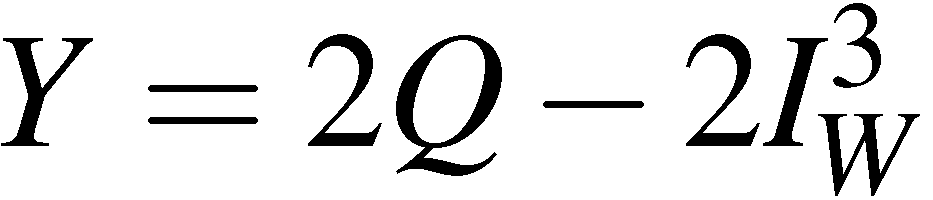 $Y = 2Q - 2I_W^3$